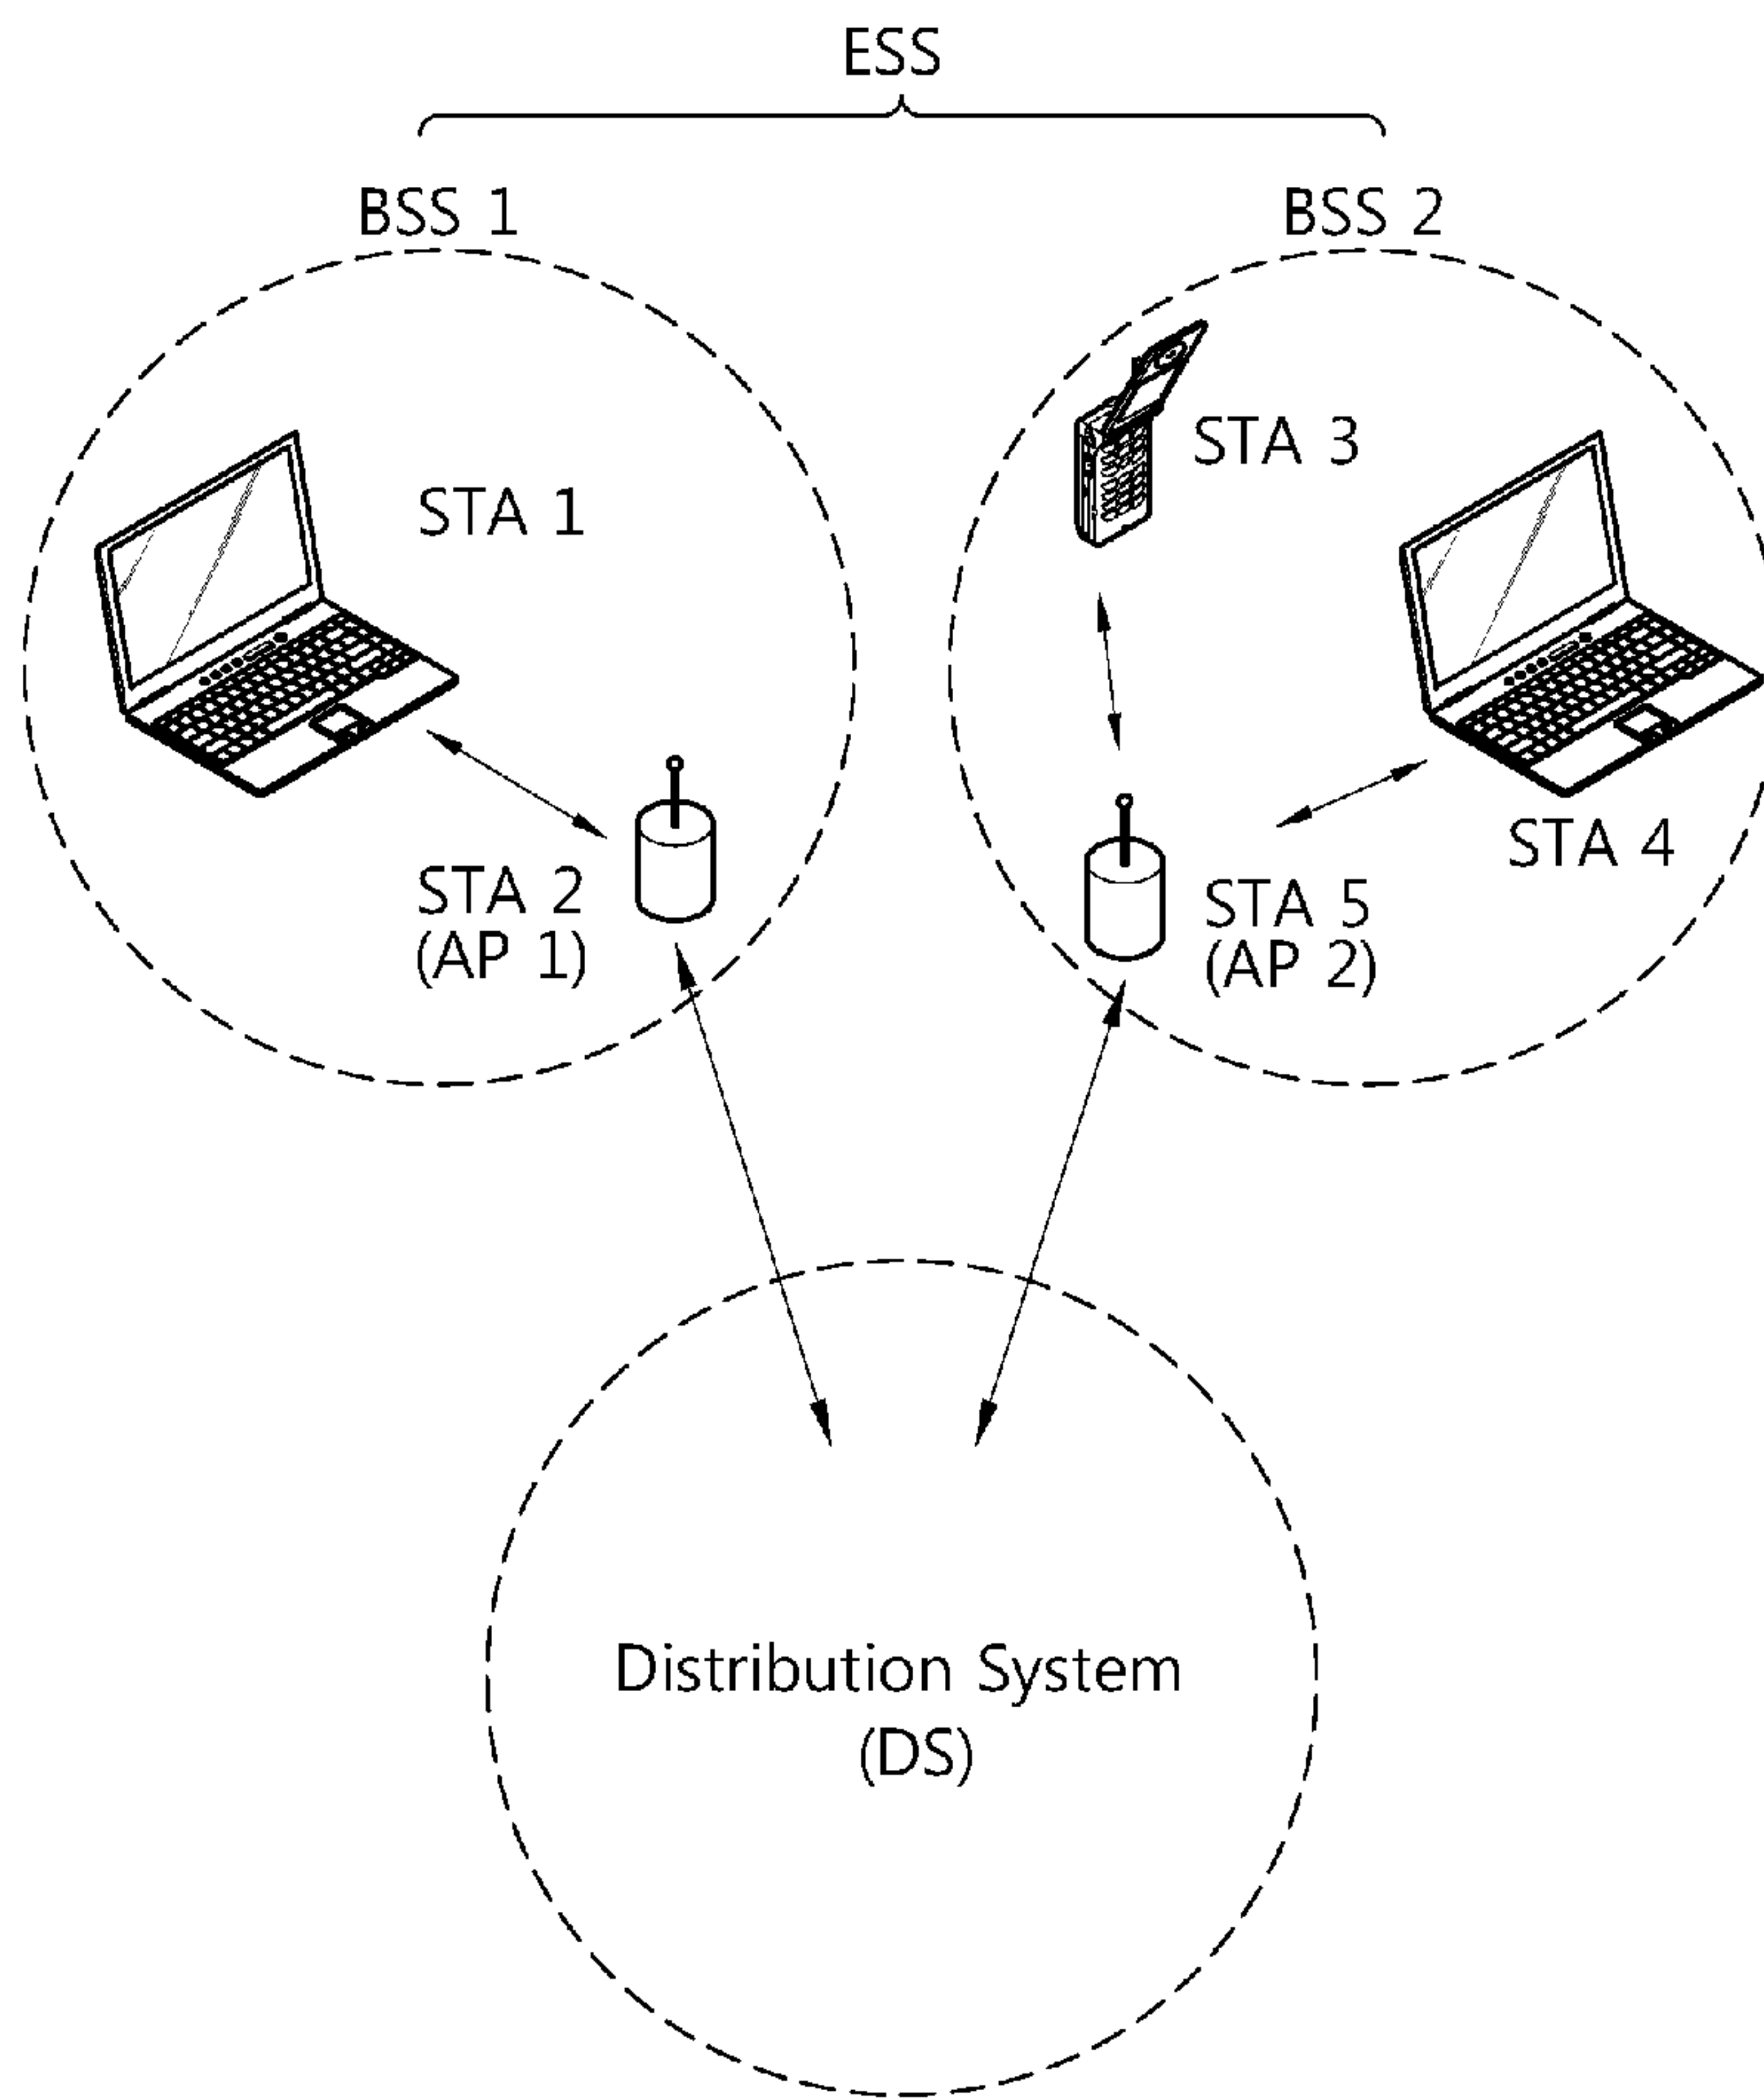 ESS
BSS 1
BSS 2
STA 1
STA 3
STA 2
(AP 1)
STA 4
STA 5
(AP 2)
Distribution System
(DS)